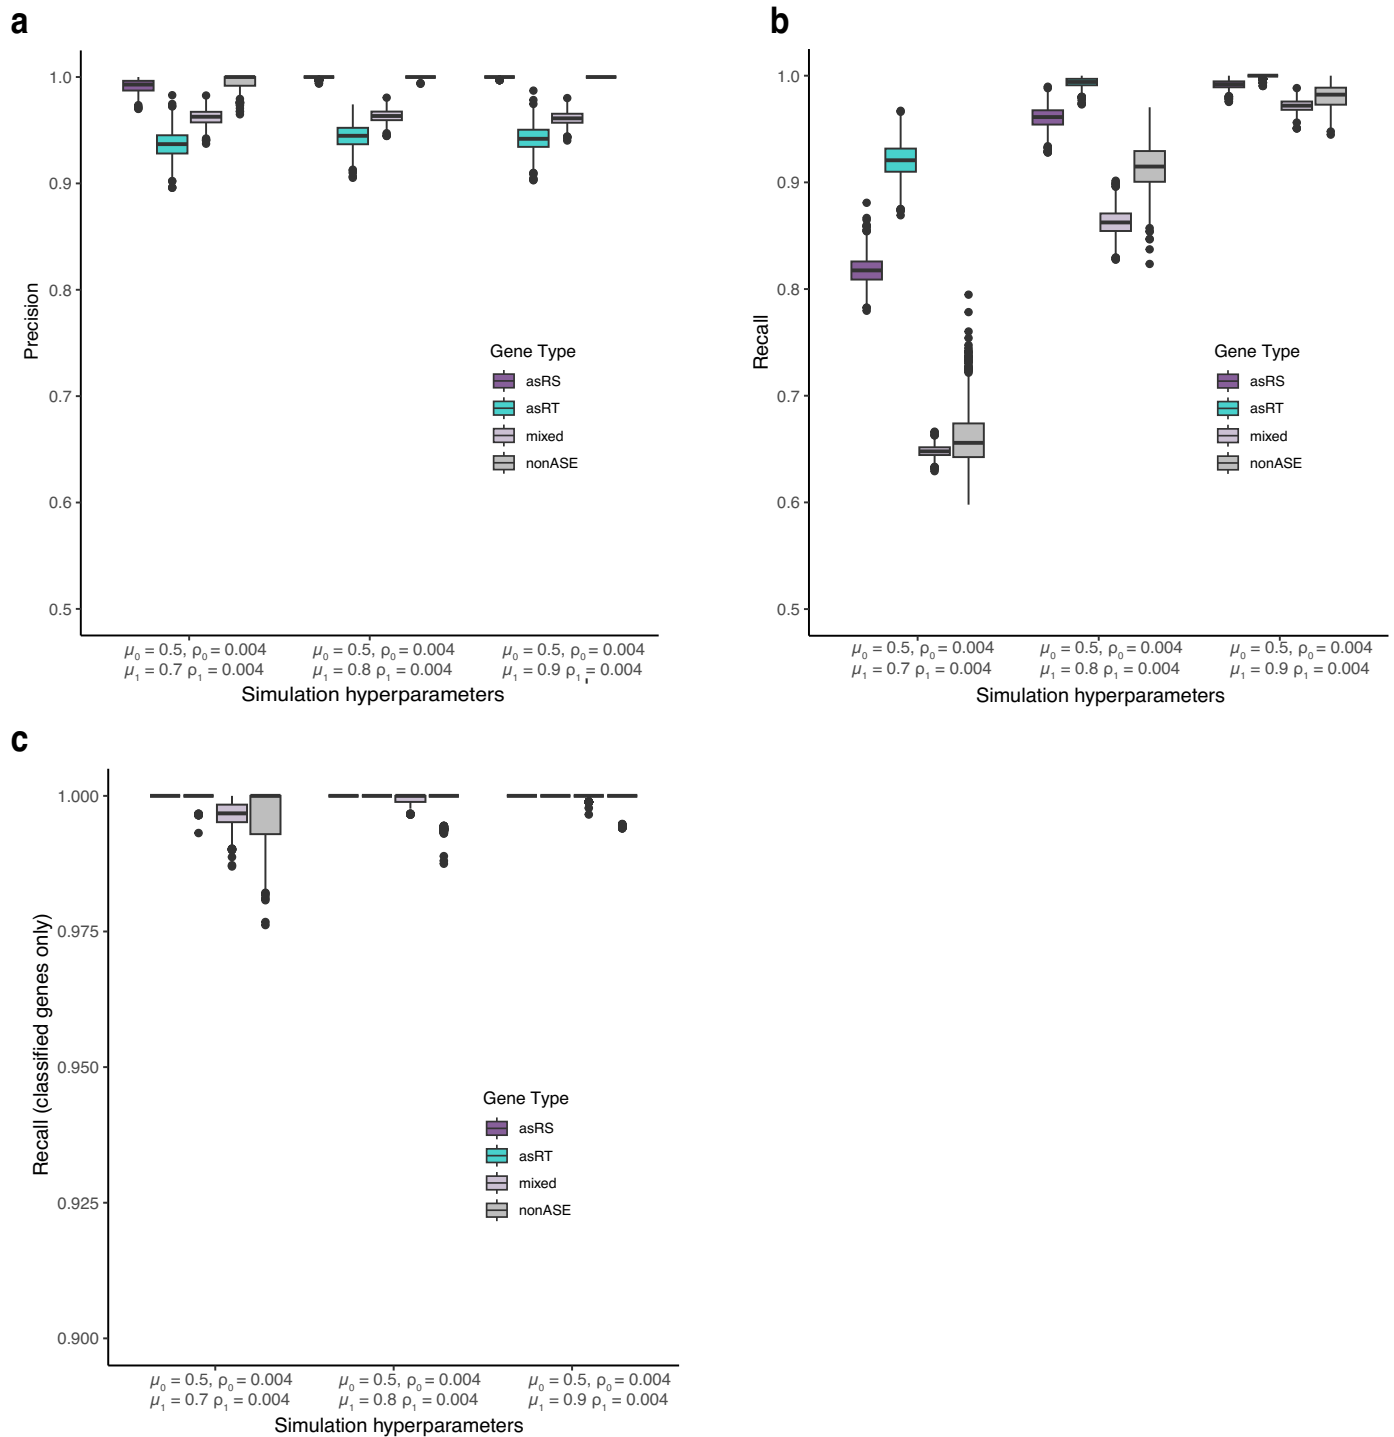 a
Precision
1.0
0.9
0.8
0.7
0.6
0.5
Gene Type
asRS
asRT
mixed
nonASE
μ₀ = 0.5, ρ₀ = 0.004
μ₁ = 0.7 ρ₁ = 0.004
μ₀ = 0.5, ρ₀ = 0.004
μ₁ = 0.8 ρ₁ = 0.004
μ₀ = 0.5, ρ₀ = 0.004
μ₁ = 0.9 ρ₁ = 0.004
Simulation hyperparameters
b
Recall
1.0
0.9
0.8
0.7
0.6
0.5
Gene Type
asRS
asRT
mixed
nonASE
μ₀ = 0.5, ρ₀ = 0.004
μ₁ = 0.7 ρ₁ = 0.004
μ₀ = 0.5, ρ₀ = 0.004
μ₁ = 0.8 ρ₁ = 0.004
μ₀ = 0.5, ρ₀ = 0.004
μ₁ = 0.9 ρ₁ = 0.004
Simulation hyperparameters
c
Recall (classified genes only)
1.000
0.975
0.950
0.925
0.900
Gene Type
asRS
asRT
mixed
nonASE
μ₀ = 0.5, ρ₀ = 0.004
μ₁ = 0.7 ρ₁ = 0.004
μ₀ = 0.5, ρ₀ = 0.004
μ₁ = 0.8 ρ₁ = 0.004
μ₀ = 0.5, ρ₀ = 0.004
μ₁ = 0.9 ρ₁ = 0.004
Simulation hyperparameters